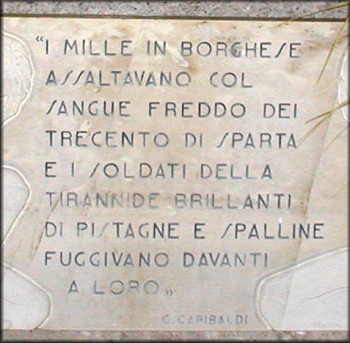 “I MILLE IN BORGHESE
ASSALTAVANO COL
SANGUE FREDDO DEI
TRECENTO DI SPARTA
E I SOLDATI DELLA
TIRANNIDE BRILLANTI
DI PISTAGNE E SPALLINE
FUGGIVANO DAVANTI
A LORO„
G. GARIBALDI